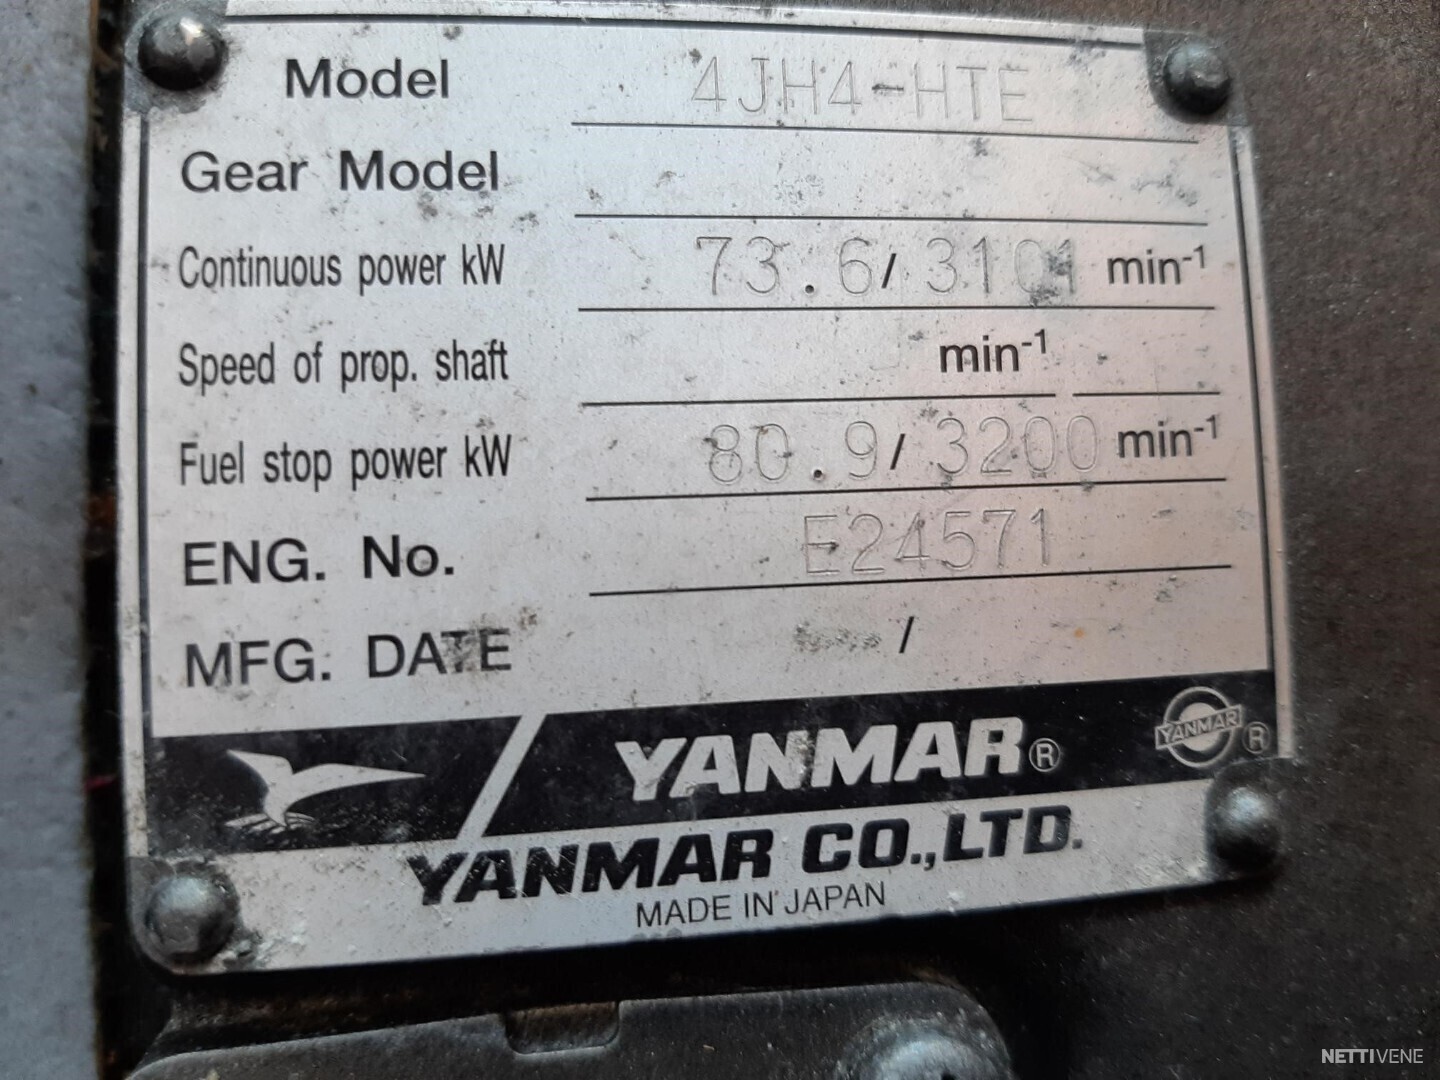 Model 4JH4-HTE
Gear Model
Continuous power kW 73.6/3101 min-1
Speed of prop. shaft min-1
Fuel stop power kW 80.9/3200 min-1
ENG. No. E24571
MFG. DATE /
YANMAR® YANMAR ®
YANMAR CO.,LTD.
MADE IN JAPAN
NETTIVENE